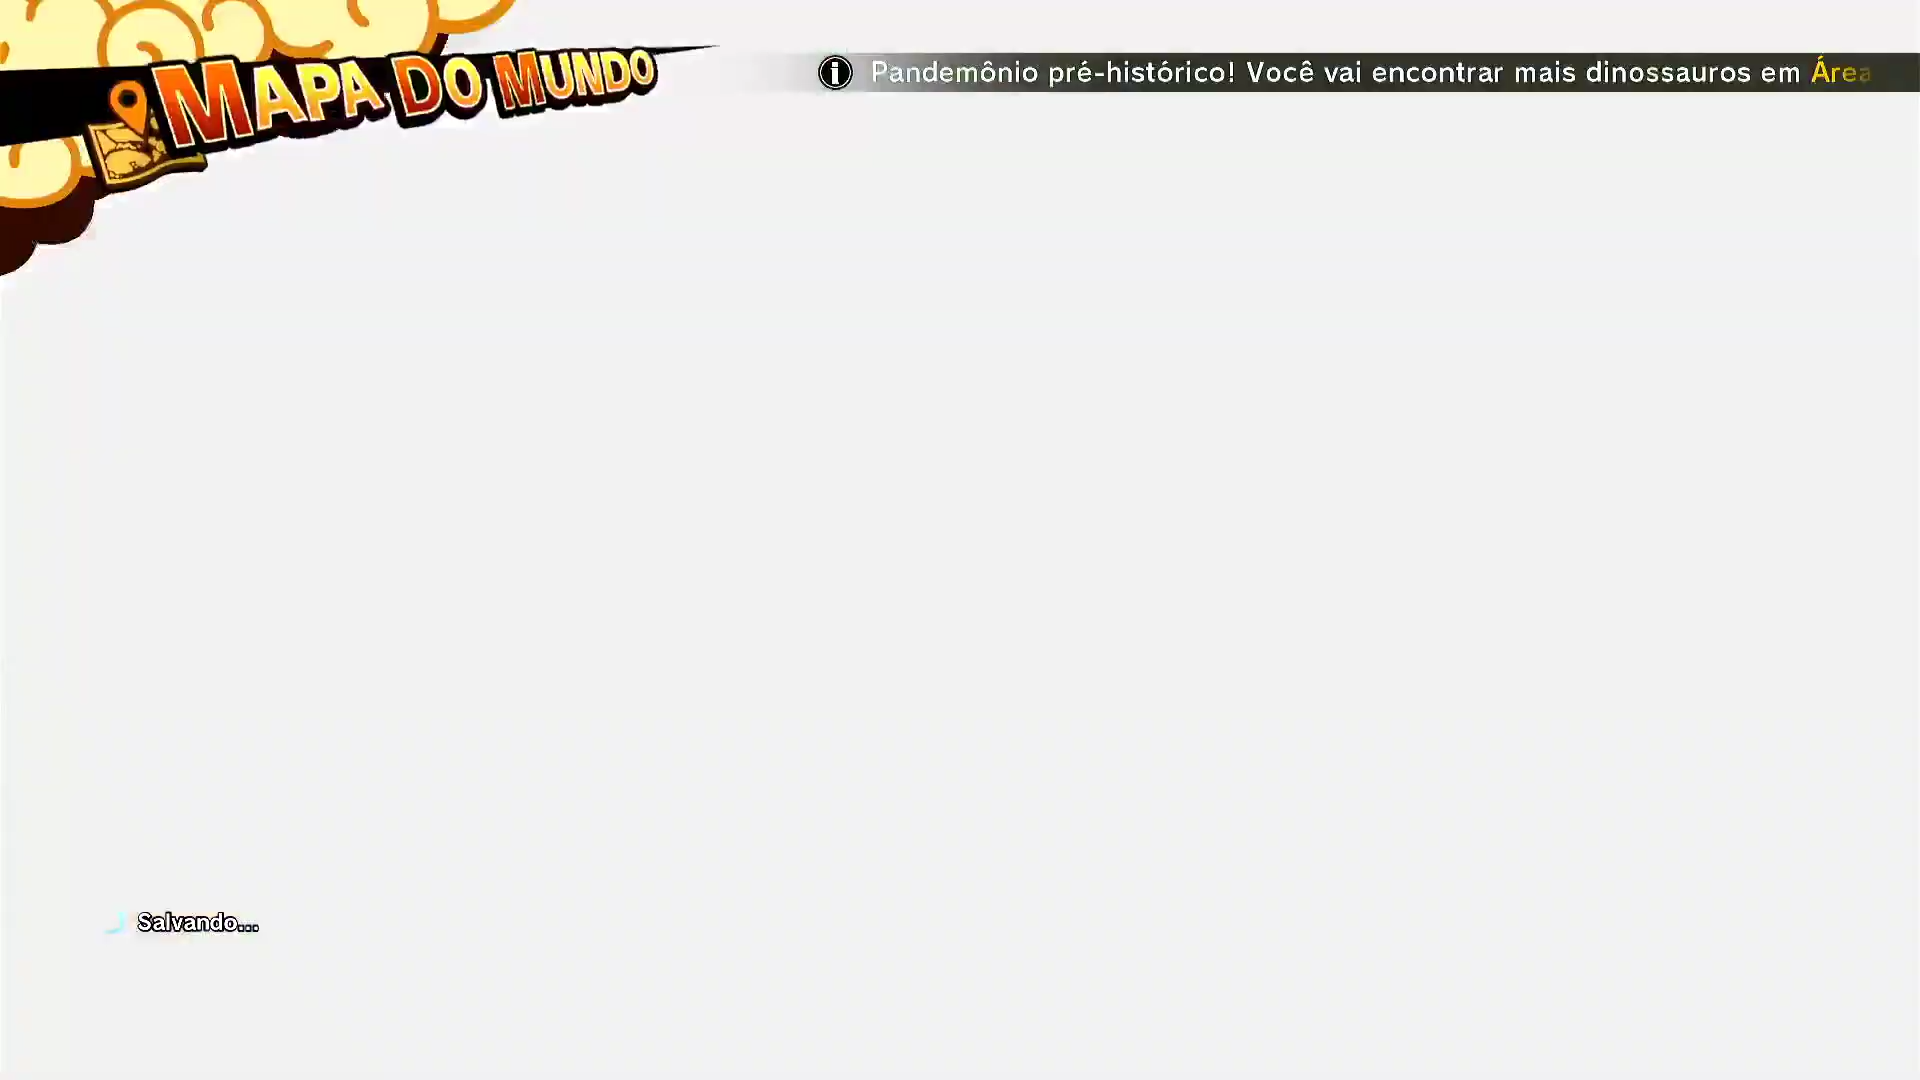 MAPA DO MUNDO
Pandemônio pré-histórico! Você vai encontrar mais dinossauros em Área
Salvando...